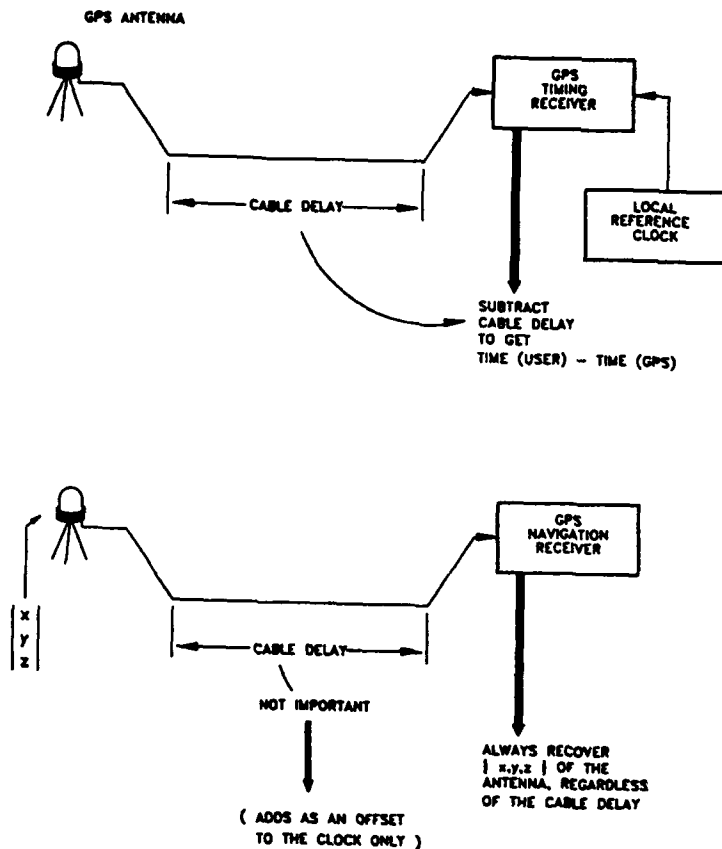 GPS ANTENNA
GPS
TIMING
RECEIVER
CABLE DELAY
LOCAL
REFERENCE
CLOCK
SUBTRACT
CABLE DELAY
TO GET
TIME (USER) - TIME (GPS)
GPS
NAVIGATION
RECEIVER
x
y
z
CABLE DELAY
NOT IMPORTANT
ALWAYS RECOVER
| x,y,z | OF THE
ANTENNA, REGARDLESS
OF THE CABLE DELAY
( ADDS AS AN OFFSET
TO THE CLOCK ONLY )